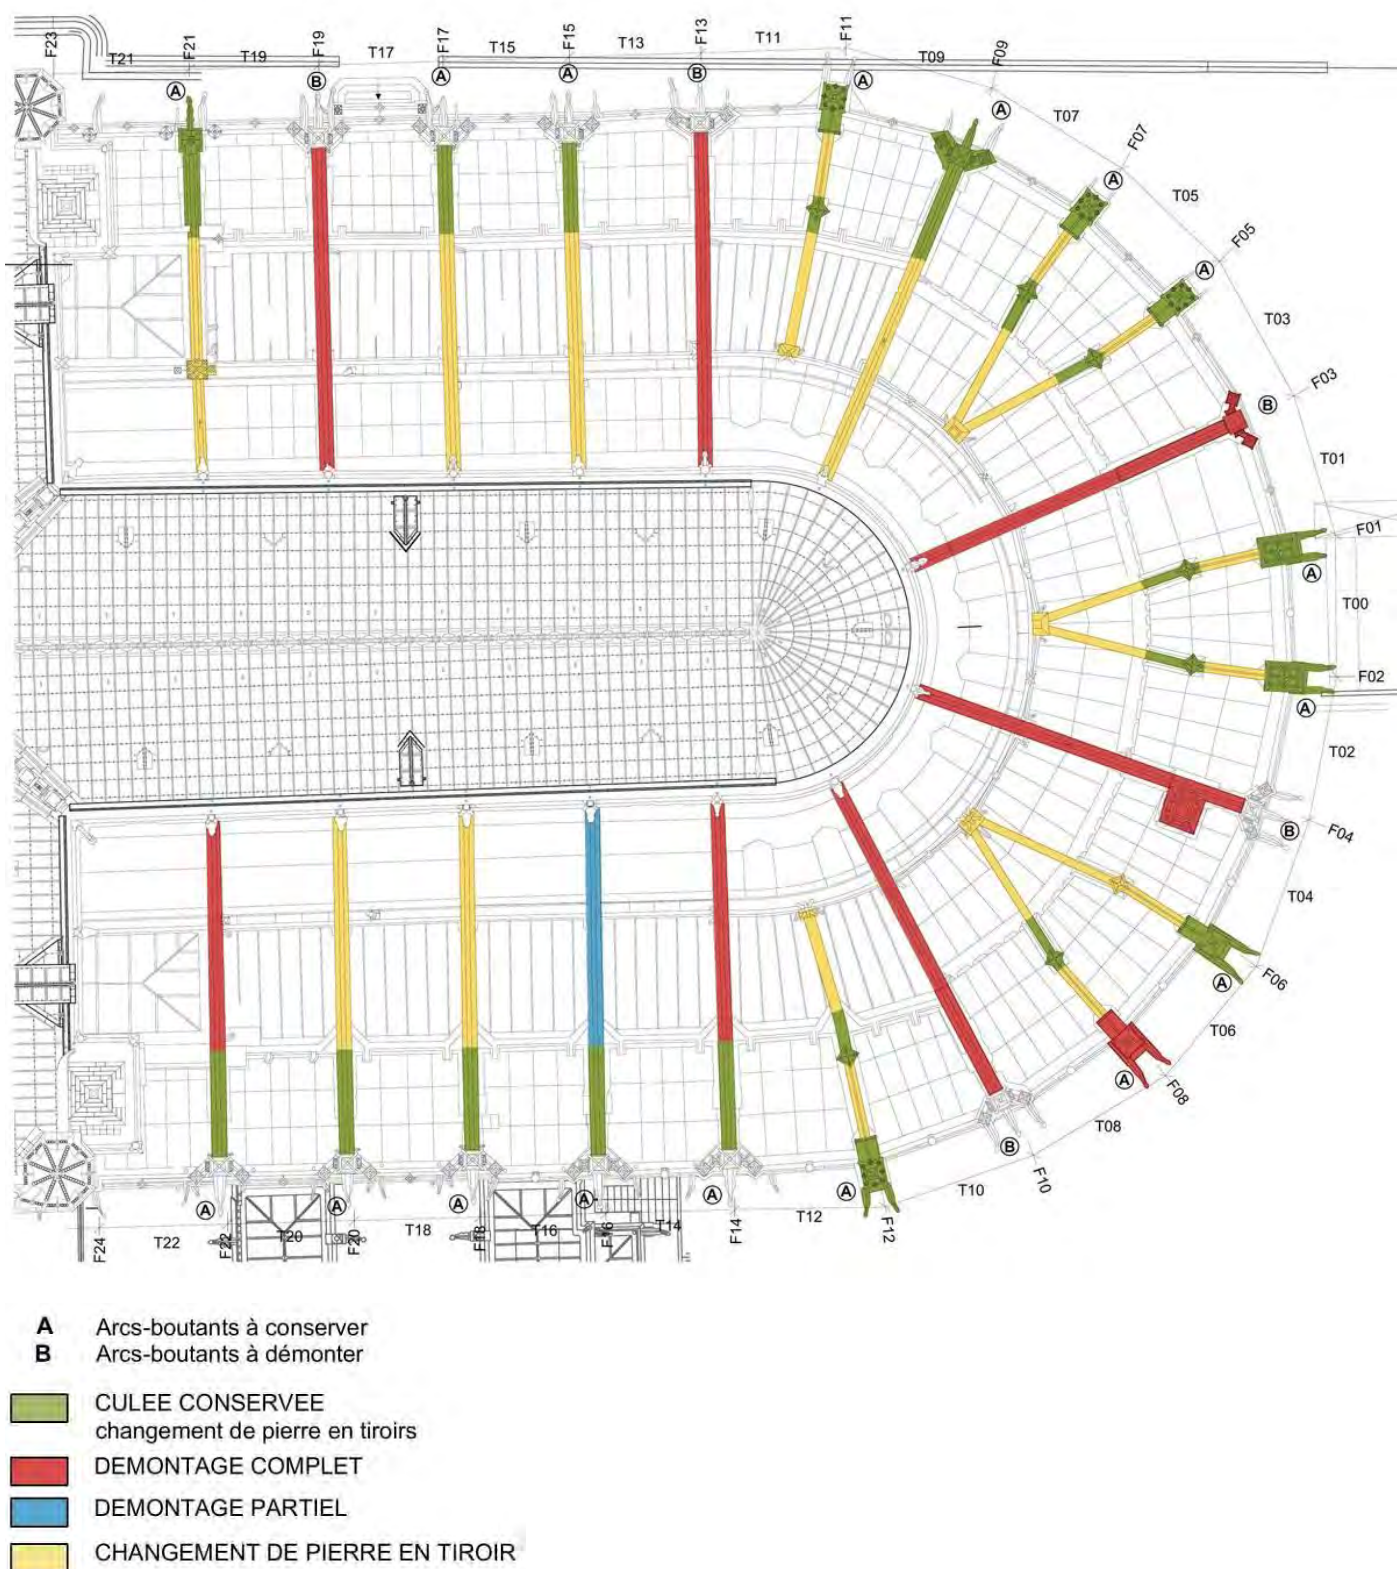 F23
T21
F21
T19
F19
T17
F17
T15
F15
T13
F13
T11
F11
T09
F09
A
B
A
A
B
A
A
T07
F07
A
T05
F05
A
T03
F03
B
T01
F01
A
T00
F02
A
T02
F04
B
T04
F06
A
T06
F08
A
T08
F10
B
T10
F12
A
T12
F14
A
T14
F16
A
T16
F18
A
T18
F20
A
T20
F22
A
T22
F24
A Arcs-boutants à conserver
B Arcs-boutants à démonter
CULEE CONSERVEE
changement de pierre en tiroirs
DEMONTAGE COMPLET
DEMONTAGE PARTIEL
CHANGEMENT DE PIERRE EN TIROIR